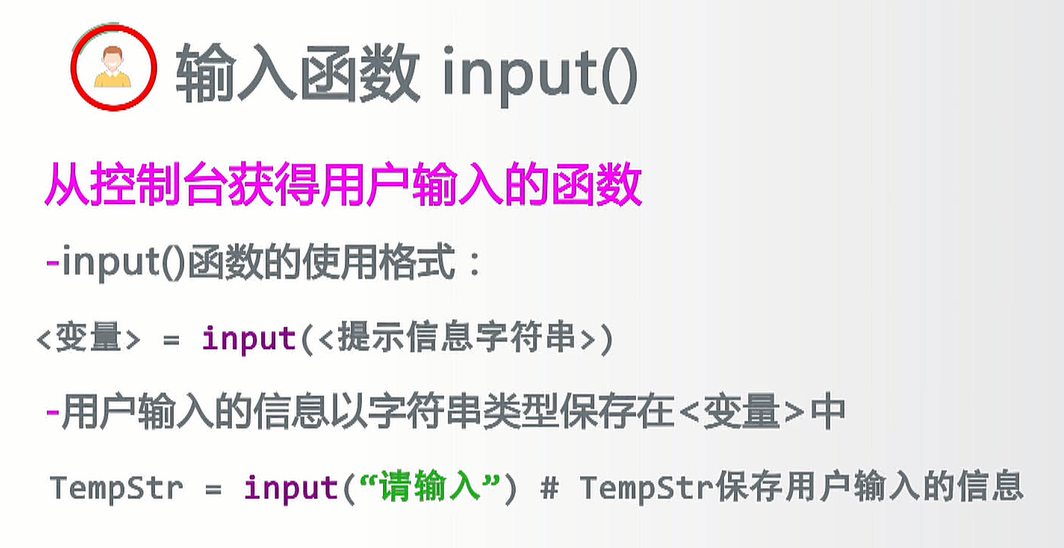 输入函数 input()
从控制台获得用户输入的函数
-input()函数的使用格式：
<变量> = input(<提示信息字符串>)
-用户输入的信息以字符串类型保存在<变量>中
TempStr = input(“请输入”) # TempStr保存用户输入的信息